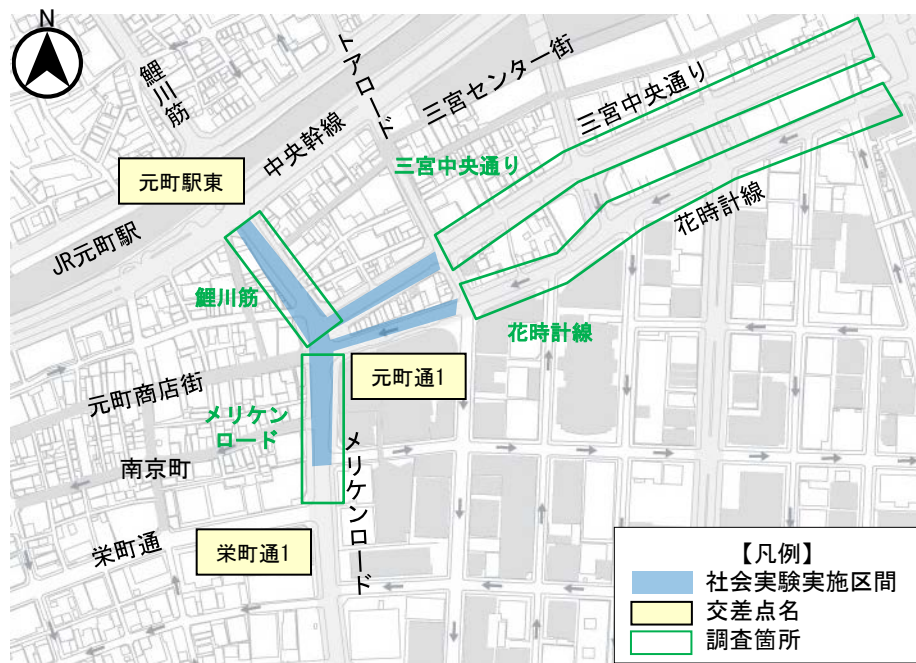 N
鯉川筋
トアロード
三宮センター街
三宮中央通り
中央幹線
三宮中央通り
元町駅東
JR元町駅
花時計線
鯉川筋
花時計線
元町通1
元町商店街
メリケン
ロード
メリケンロード
南京町
栄町通
栄町通1
【凡例】
社会実験実施区間
交差点名
調査箇所